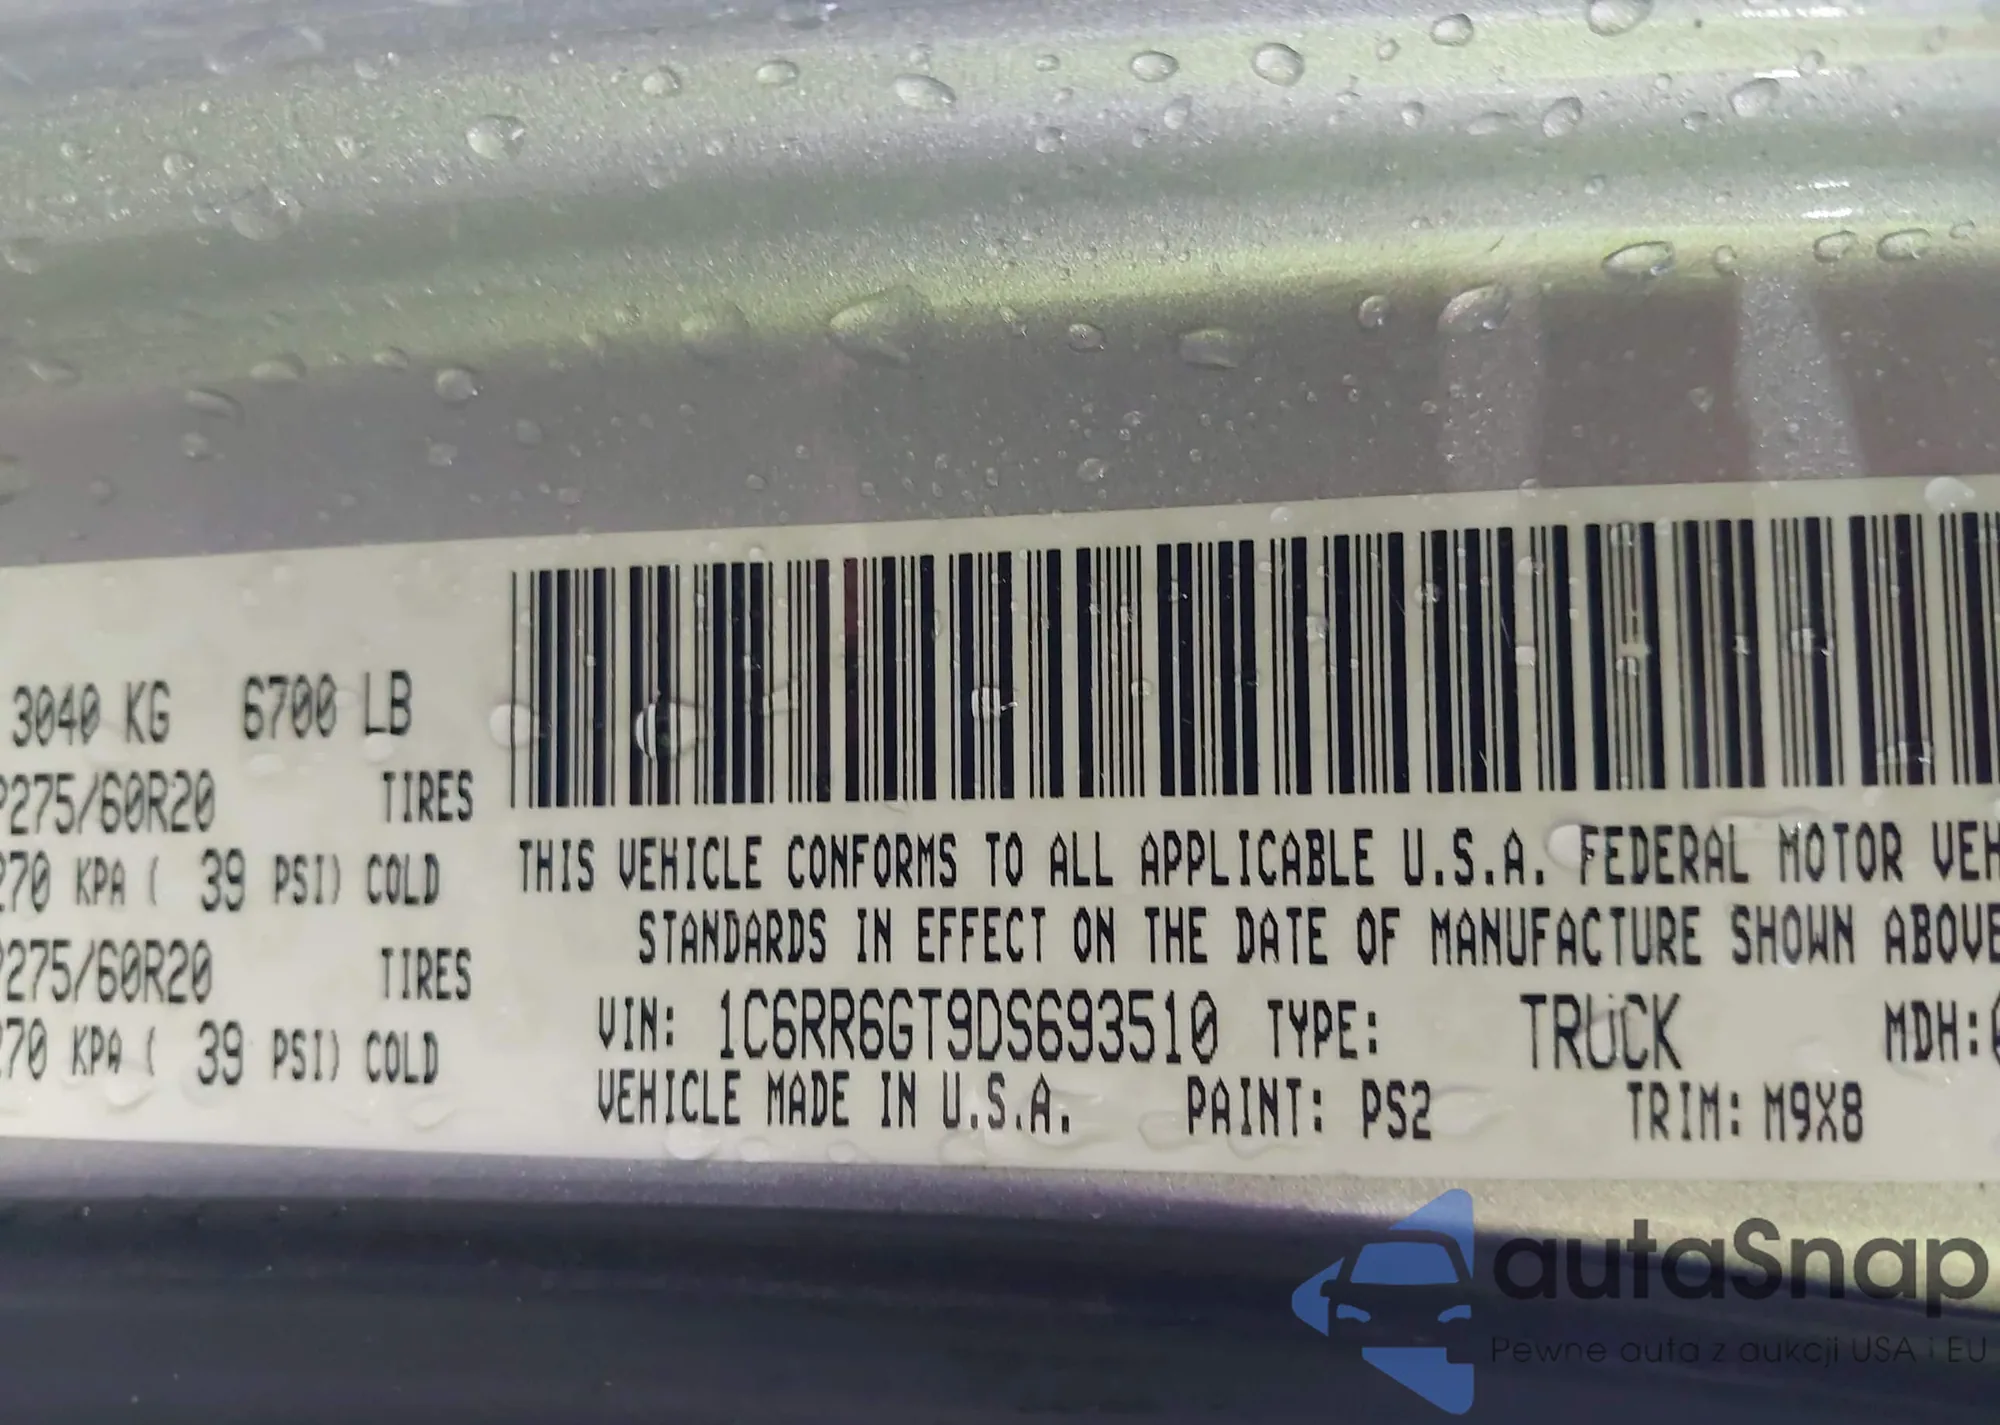 3040 KG 6700 LB
P275/60R20 TIRES
270 KPA ( 39 PSI) COLD
P275/60R20 TIRES
270 KPA ( 39 PSI) COLD
THIS VEHICLE CONFORMS TO ALL APPLICABLE U.S.A. FEDERAL MOTOR VEH
STANDARDS IN EFFECT ON THE DATE OF MANUFACTURE SHOWN ABOVE
VIN: 1C6RR6GT9DS693510 TYPE: TRUCK MDH:
VEHICLE MADE IN U.S.A. PAINT: PS2 TRIM: M9X8
autaSnap
Pewne auta z aukcji USA i EU